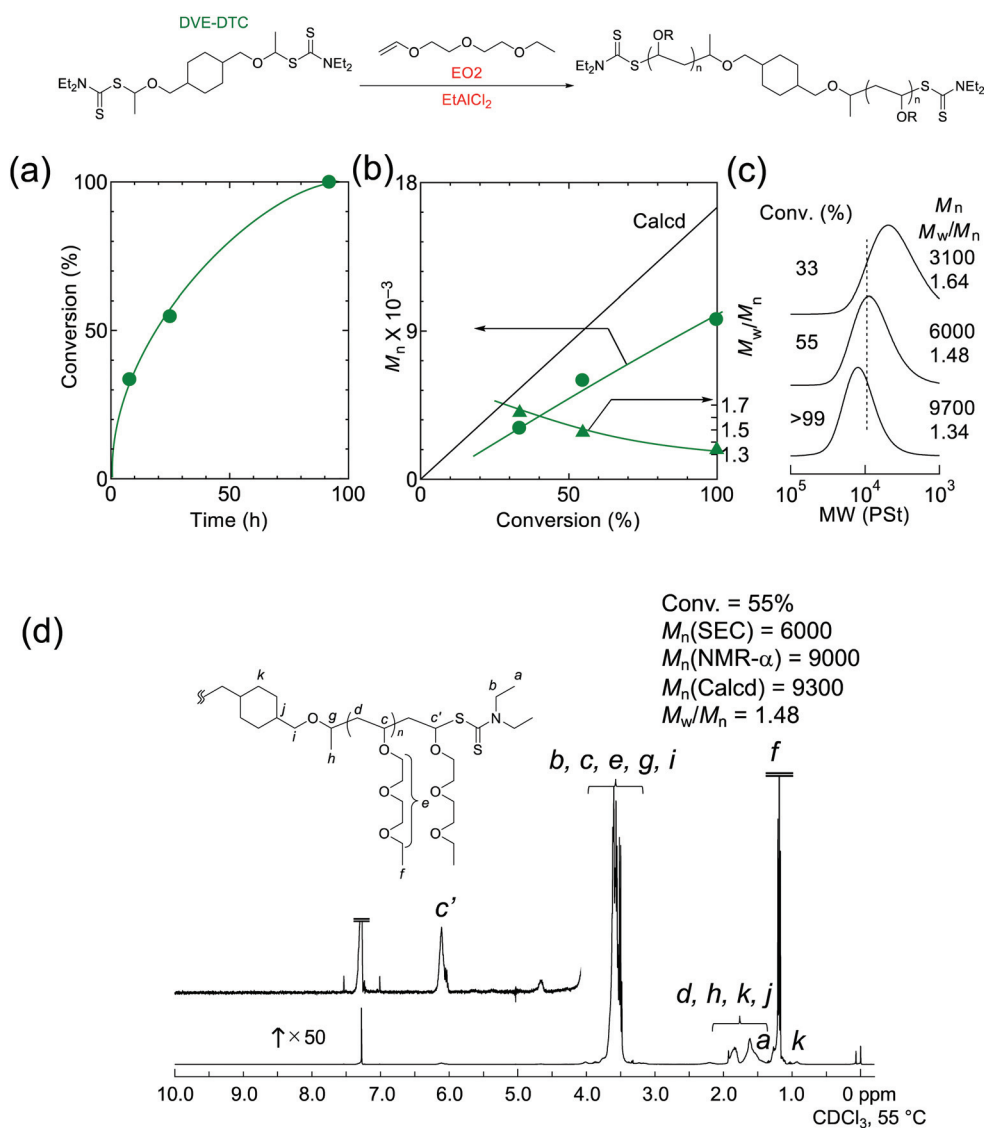 DVE-DTC
Et₂N S O O S NEt₂
S S
O O O
EO2
EtAlCl₂
Et₂N S OR n O O n S NEt₂
S OR S
(a)
Conversion (%)
100
50
0
0 50 100
Time (h)
(b)
Mn X 10⁻³
18
9
0
Calcd
Mw/Mn
1.7
1.5
1.3
0 50 100
Conversion (%)
(c)
Conv. (%)
Mn
Mw/Mn
33
3100
1.64
55
6000
1.48
>99
9700
1.34
10⁵ 10⁴ 10³
MW (PSt)
(d)
Conv. = 55%
Mn(SEC) = 6000
Mn(NMR-α) = 9000
Mn(Calcd) = 9300
Mw/Mn = 1.48
k
j
i
O
g
h
d
c
n
c'
S
S
N
b
a
O O
O O
e
O O
f
b, c, e, g, i
f
c'
d, h, k, j
a
k
↑×50
10.0 9.0 8.0 7.0 6.0 5.0 4.0 3.0 2.0 1.0 0 ppm
CDCl₃, 55 °C